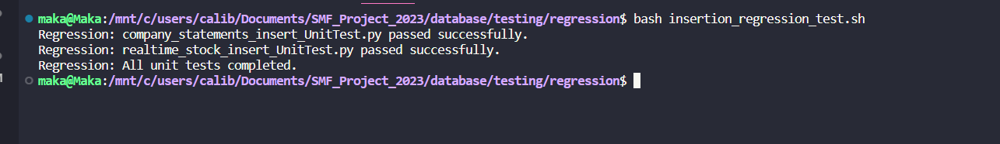 maka@Maka:/mnt/c/users/calib/Documents/SMF_Project_2023/database/testing/regression$ bash insertion_regression_test.sh
Regression: company_statements_insert_UnitTest.py passed successfully.
Regression: realtime_stock_insert_UnitTest.py passed successfully.
Regression: All unit tests completed.
maka@Maka:/mnt/c/users/calib/Documents/SMF_Project_2023/database/testing/regression$